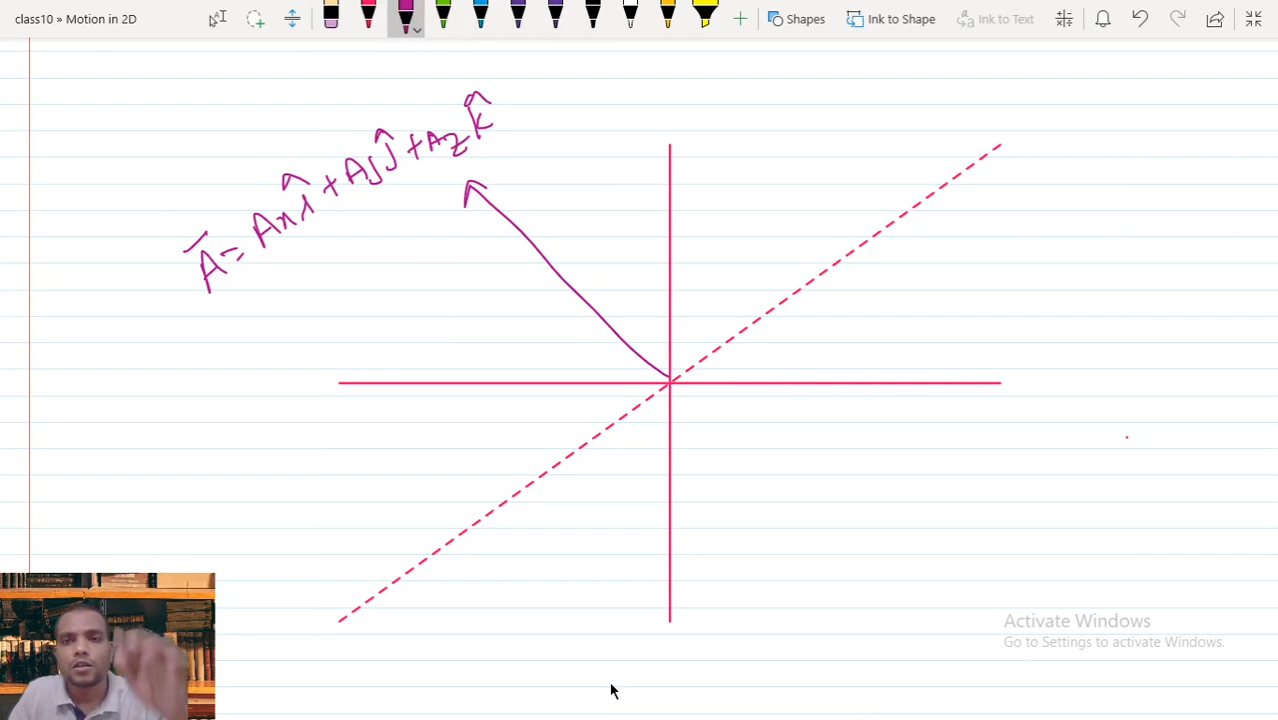 class10 » Motion in 2D
Shapes
Ink to Shape
Ink to Text
A⃗ = Ax î + Ay ĵ + Az k̂
Activate Windows
Go to Settings to activate Windows.